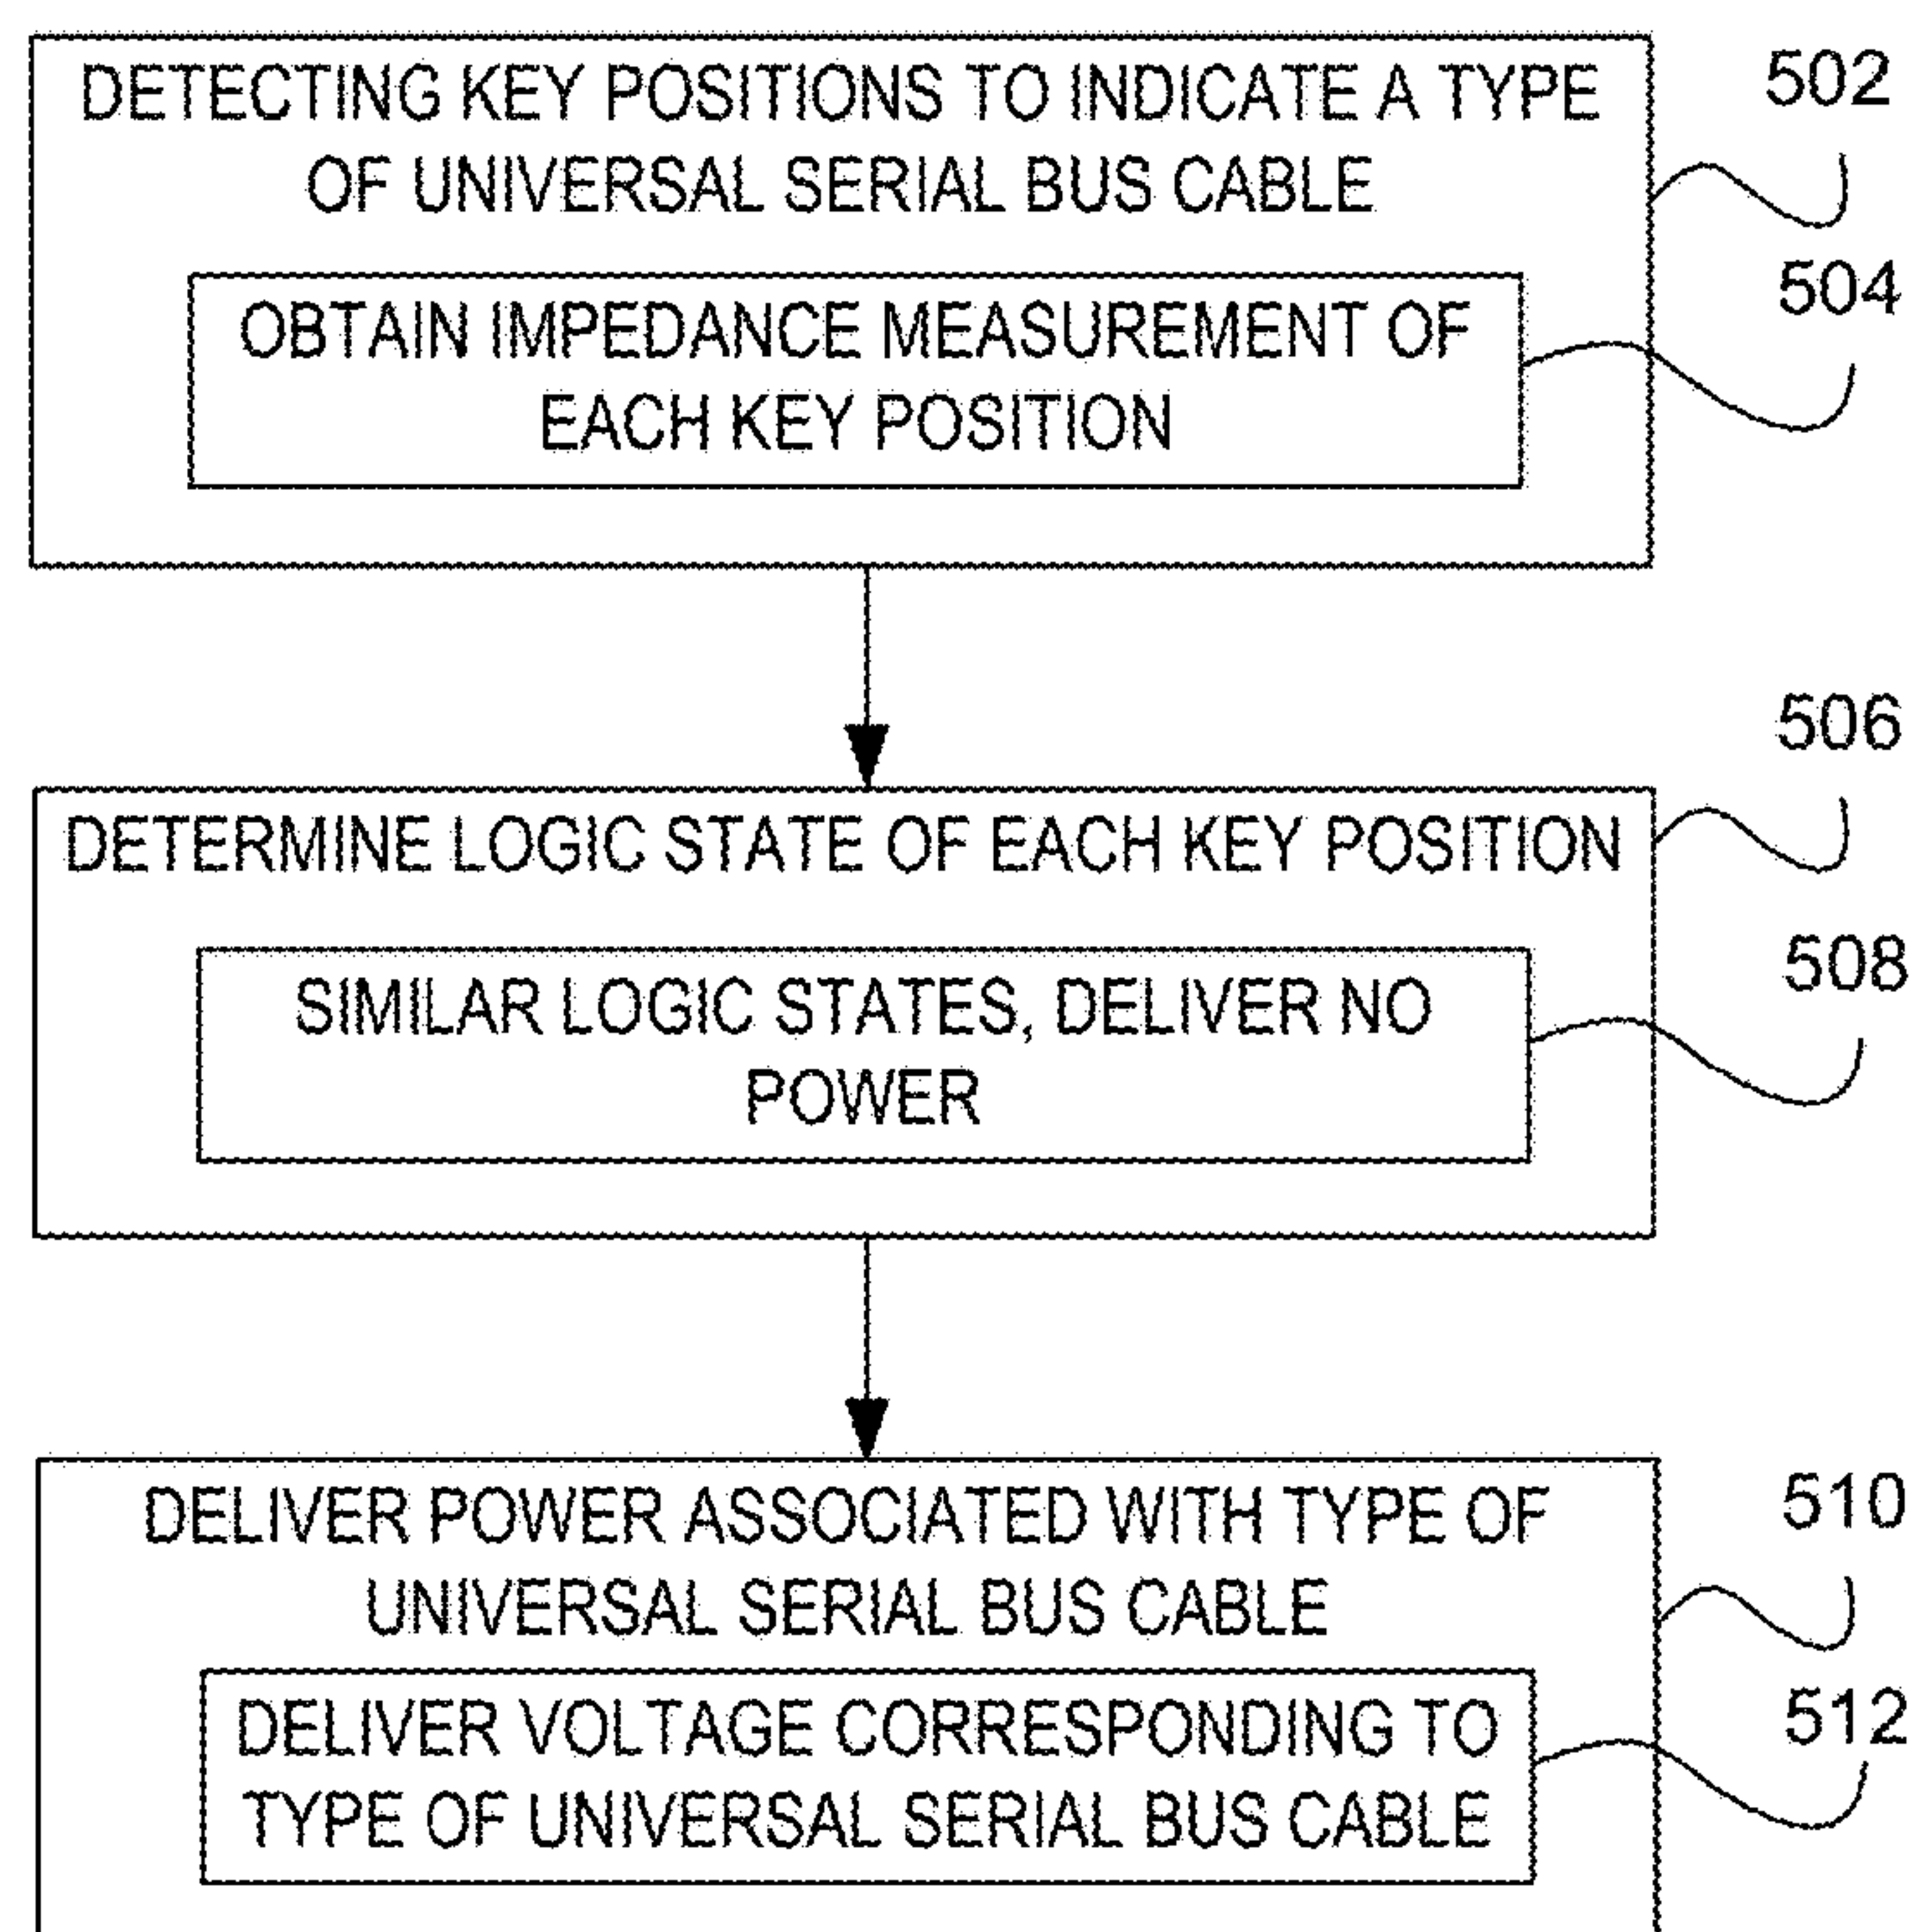 DETECTING KEY POSITIONS TO INDICATE A TYPE
OF UNIVERSAL SERIAL BUS CABLE
502
OBTAIN IMPEDANCE MEASUREMENT OF
EACH KEY POSITION
504
DETERMINE LOGIC STATE OF EACH KEY POSITION
506
SIMILAR LOGIC STATES, DELIVER NO
POWER
508
DELIVER POWER ASSOCIATED WITH TYPE OF
UNIVERSAL SERIAL BUS CABLE
510
DELIVER VOLTAGE CORRESPONDING TO
TYPE OF UNIVERSAL SERIAL BUS CABLE
512